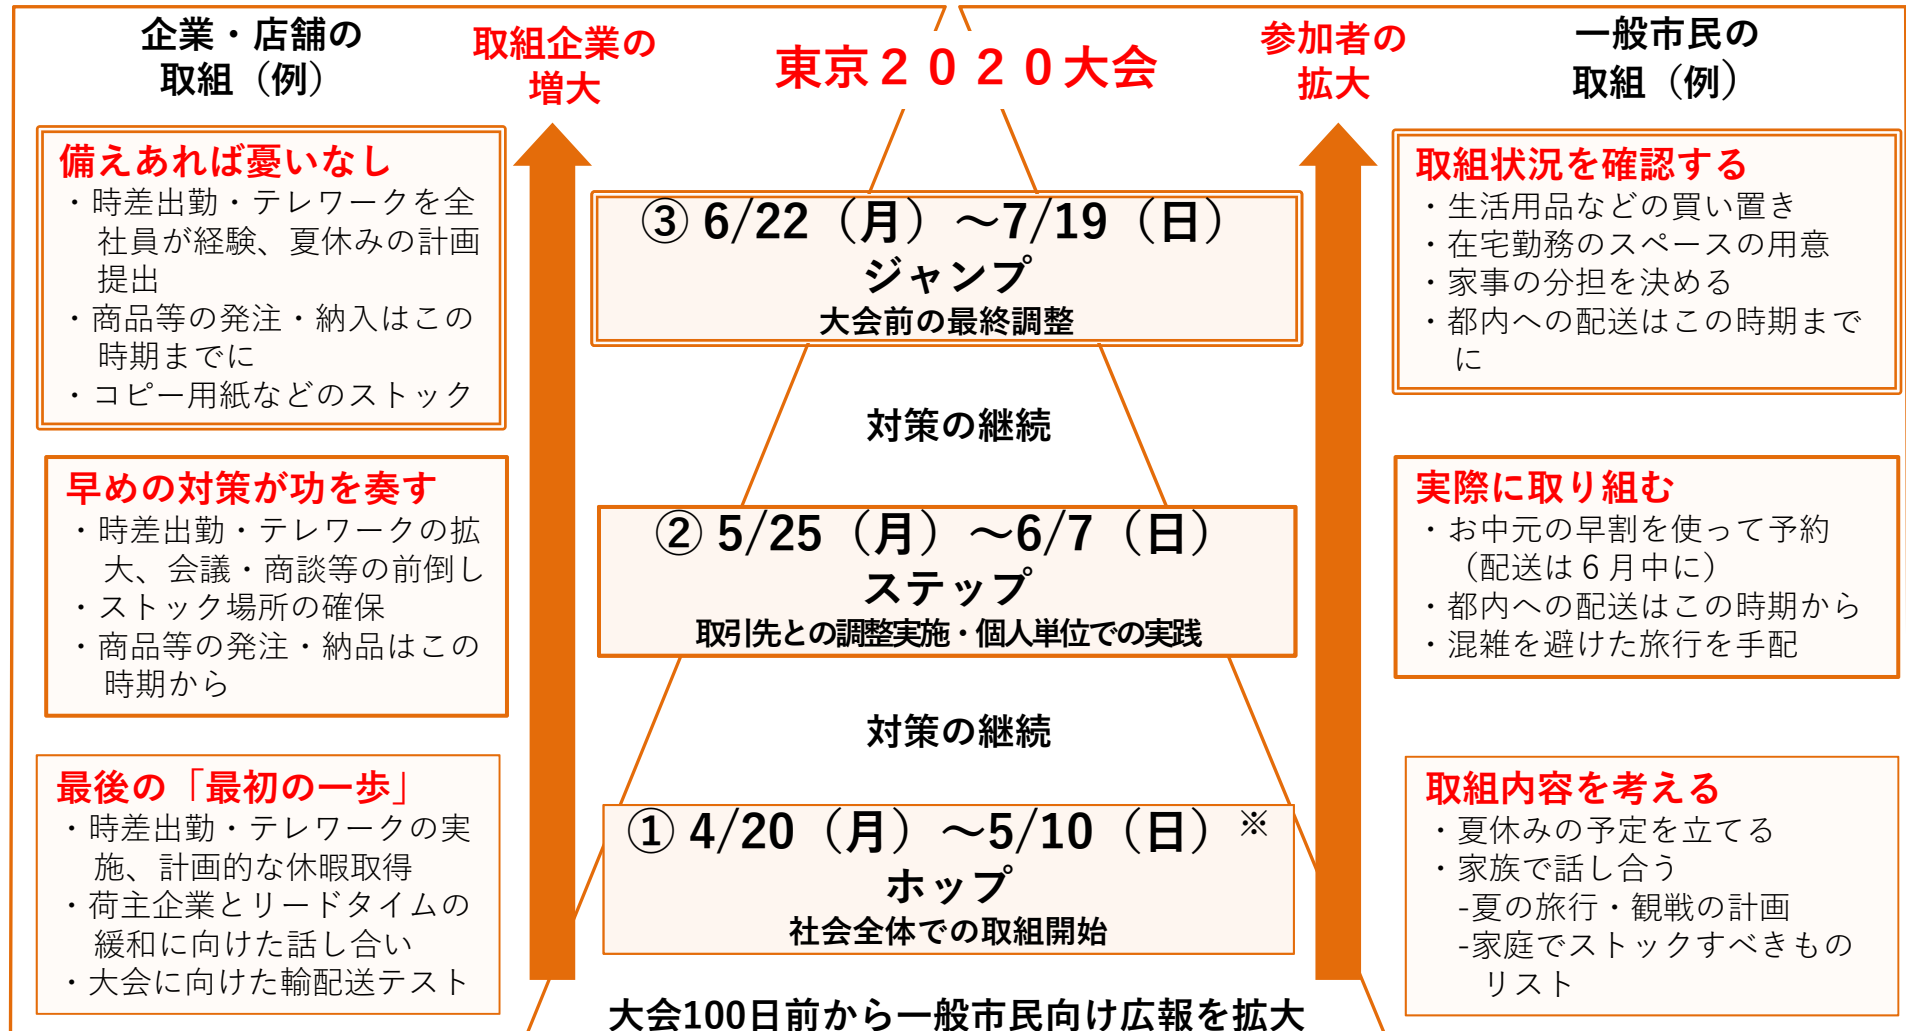 企業・店舗の
取組（例）
備えあれば憂いなし
・時差出勤・テレワークを全
社員が経験、夏休みの計画
提出
・商品等の発注・納入はこの
時期までに
・コピー用紙などのストック
早めの対策が功を奏す
・時差出勤・テレワークの拡
大、会議・商談等の前倒し
・ストック場所の確保
・商品等の発注・納品はこの
時期から
最後の「最初の一歩」
・時差出勤・テレワークの実
施、計画的な休暇取得
・荷主企業とリードタイムの
緩和に向けた話し合い
・大会に向けた輸配送テスト
取組企業の
増大
東京２０２０大会
③ 6/22（月）～7/19（日）
ジャンプ
大会前の最終調整
対策の継続
② 5/25（月）～6/7（日）
ステップ
取引先との調整実施・個人単位での実践
対策の継続
① 4/20（月）～5/10（日）※
ホップ
社会全体での取組開始
大会100日前から一般市民向け広報を拡大
参加者の
拡大
一般市民の
取組（例）
取組状況を確認する
・生活用品などの買い置き
・在宅勤務のスペースの用意
・家事の分担を決める
・都内への配送はこの時期まで
に
実際に取り組む
・お中元の早割を使って予約
（配送は６月中に）
・都内への配送はこの時期から
・混雑を避けた旅行を手配
取組内容を考える
・夏休みの予定を立てる
・家族で話し合う
-夏の旅行・観戦の計画
-家庭でストックすべきもの
リスト